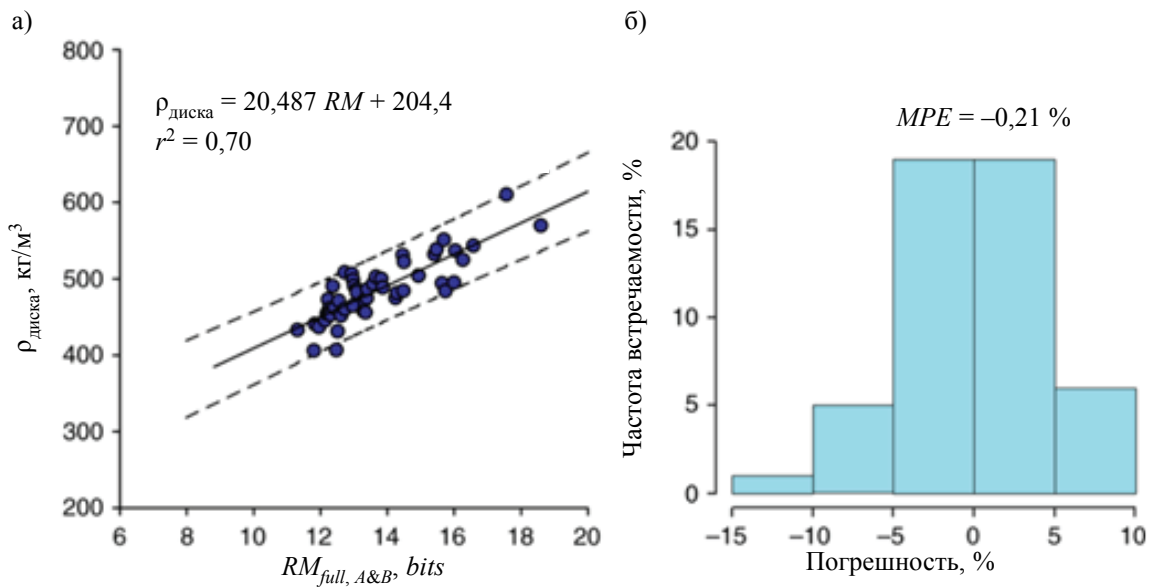 а)
800
700
600
500
400
300
200
ρдиска, кг/м³
ρдиска = 20,487 RM + 204,4
r² = 0,70
6 8 10 12 14 16 18 20
RMfull, A&B, bits
б)
MPE = –0,21 %
20
15
10
5
0
Частота встречаемости, %
–15 –10 –5 0 5 10
Погрешность, %